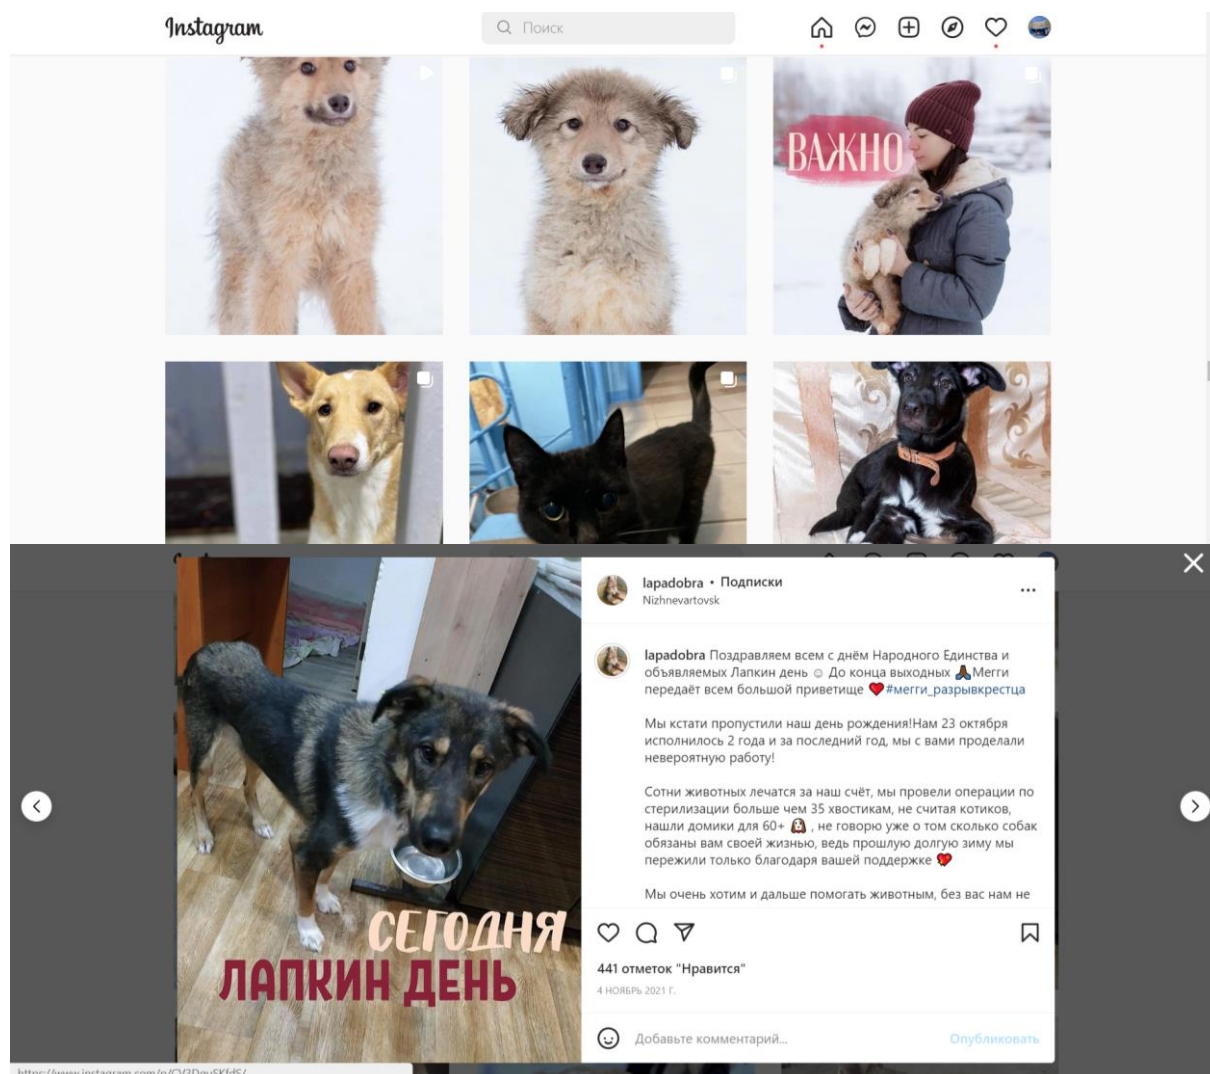 Instagram
Поиск
ВАЖНО
СЕГОДНЯ
ЛАПКИН ДЕНЬ
lapadobra • Подписки
Nizhnevartovsk
lapadobra Поздравляем всем с днём Народного Единства и
объявляемых Лапкин день ☺ До конца выходных 🙏🏾Мегги
передаёт всем большой приветище ❤️#мегги_разрывкрестца
Мы кстати пропустили наш день рождения!Нам 23 октября
исполнилось 2 года и за последний год, мы с вами проделали
невероятную работу!
Сотни животных лечатся за наш счёт, мы провели операции по
стерилизации больше чем 35 хвостикам, не считая котиков,
нашли домики для 60+ 🐶 , не говорю уже о том сколько собак
обязаны вам своей жизнью, ведь прошлую долгую зиму мы
пережили только благодаря вашей поддержке 💖
Мы очень хотим и дальше помогать животным, без вас нам не
441 отметок "Нравится"
4 НОЯБРЬ 2021 Г.
Добавьте комментарий...
Опубликовать